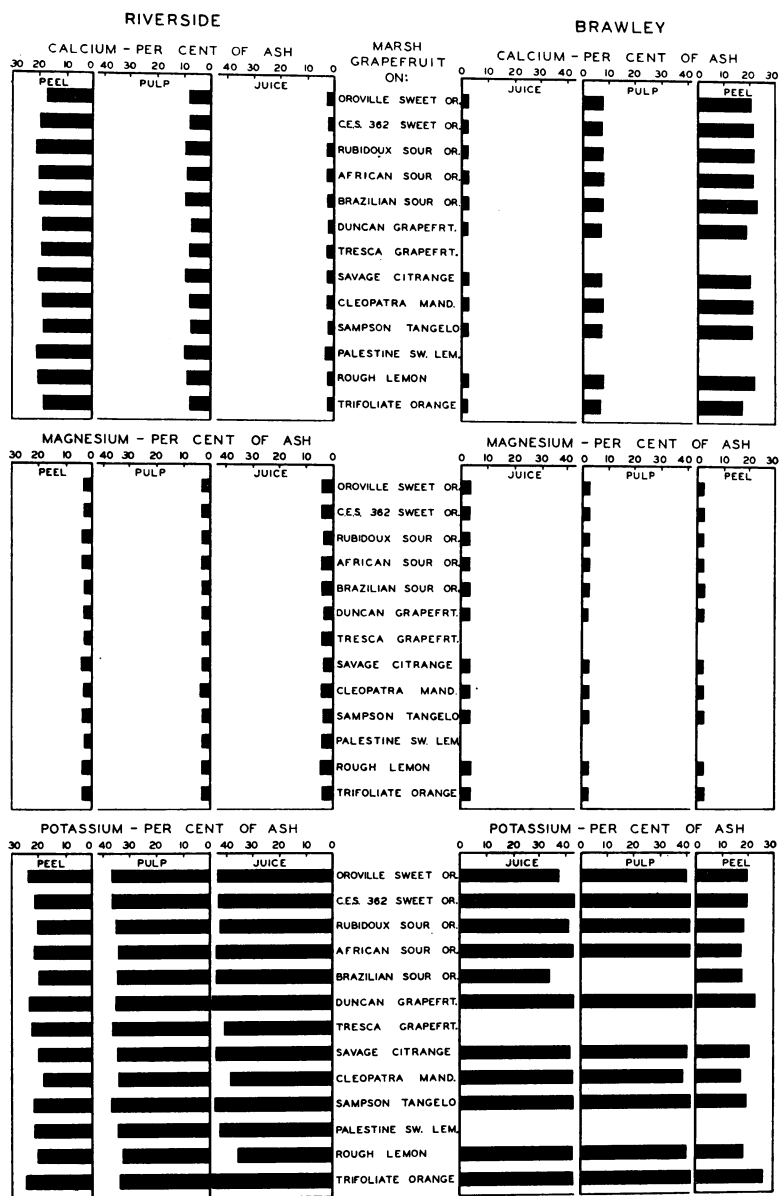 RIVERSIDE
BRAWLEY
CALCIUM - PER CENT OF ASH
MARSH
GRAPEFRUIT
ON:
CALCIUM - PER CENT OF ASH
30 20 10 0 40 30 20 10 0 40 30 20 10 0
0 10 20 30 40 0 10 20 30 40 0 10 20 30
PEEL PULP JUICE
JUICE PULP PEEL
OROVILLE SWEET OR.
C.E.S. 362 SWEET OR.
RUBIDOUX SOUR OR.
AFRICAN SOUR OR.
BRAZILIAN SOUR OR.
DUNCAN GRAPEFRT.
TRESCA GRAPEFRT.
SAVAGE CITRANGE
CLEOPATRA MAND.
SAMPSON TANGELO
PALESTINE SW. LEM.
ROUGH LEMON
TRIFOLIATE ORANGE
MAGNESIUM - PER CENT OF ASH
MAGNESIUM - PER CENT OF ASH
30 20 10 0 40 30 20 10 0 40 30 20 10 0
0 10 20 30 40 0 10 20 30 40 0 10 20 30
PEEL PULP JUICE
JUICE PULP PEEL
OROVILLE SWEET OR.
C.E.S. 362 SWEET OR.
RUBIDOUX SOUR OR.
AFRICAN SOUR OR.
BRAZILIAN SOUR OR.
DUNCAN GRAPEFRT.
TRESCA GRAPEFRT.
SAVAGE CITRANGE
CLEOPATRA MAND.
SAMPSON TANGELO
PALESTINE SW. LEM
ROUGH LEMON
TRIFOLIATE ORANGE
POTASSIUM - PER CENT OF ASH
POTASSIUM - PER CENT OF ASH
30 20 10 0 40 30 20 10 0 40 30 20 10 0
0 10 20 30 40 0 10 20 30 40 0 10 20 30
PEEL PULP JUICE
JUICE PULP PEEL
OROVILLE SWEET OR.
C.E.S. 362 SWEET OR.
RUBIDOUX SOUR OR.
AFRICAN SOUR OR.
BRAZILIAN SOUR OR.
DUNCAN GRAPEFRT.
TRESCA GRAPEFRT.
SAVAGE CITRANGE
CLEOPATRA MAND.
SAMPSON TANGELO
PALESTINE SW. LEM.
ROUGH LEMON
TRIFOLIATE ORANGE